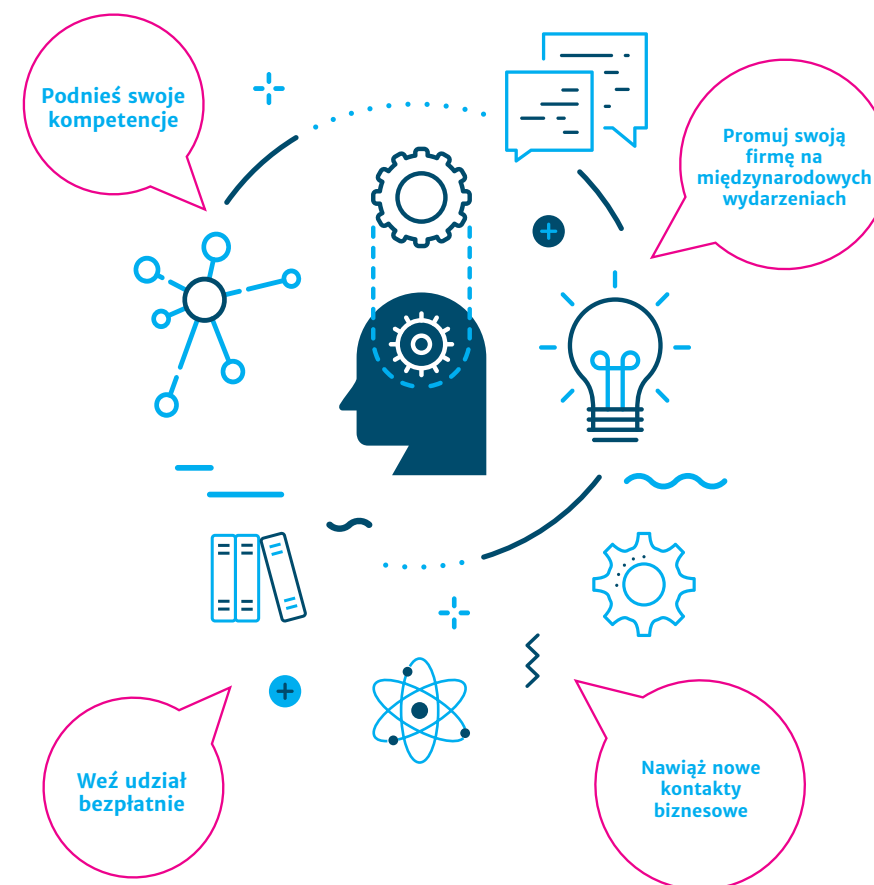 Podnieś swoje
kompetencje
Promuj swoją
firmę na
międzynarodowych
wydarzeniach
Weź udział
bezpłatnie
Nawiąż nowe
kontakty
biznesowe